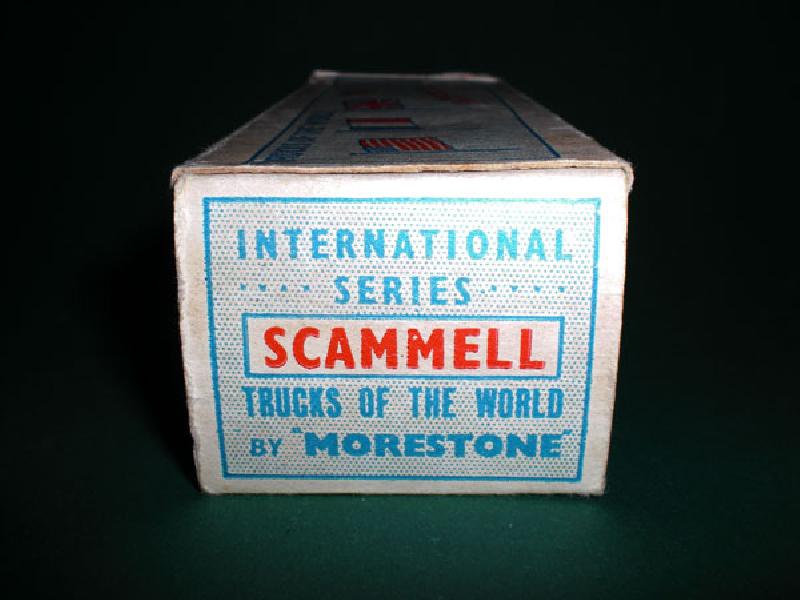 INTERNATIONAL
SERIES
SCAMMELL
TRUCKS OF THE WORLD
BY "MORESTONE"